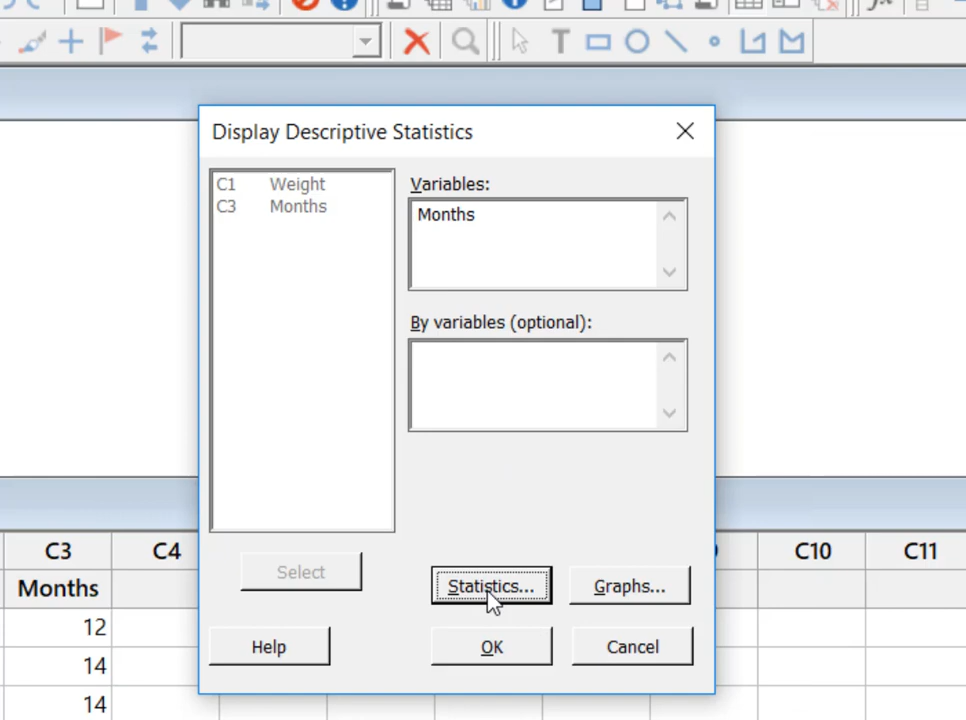 Display Descriptive Statistics
C1 Weight
C3 Months
Variables:
Months
By variables (optional):
Select
Statistics...
Graphs...
Help
OK
Cancel
C3 C4 C10 C11
Months
12
14
14